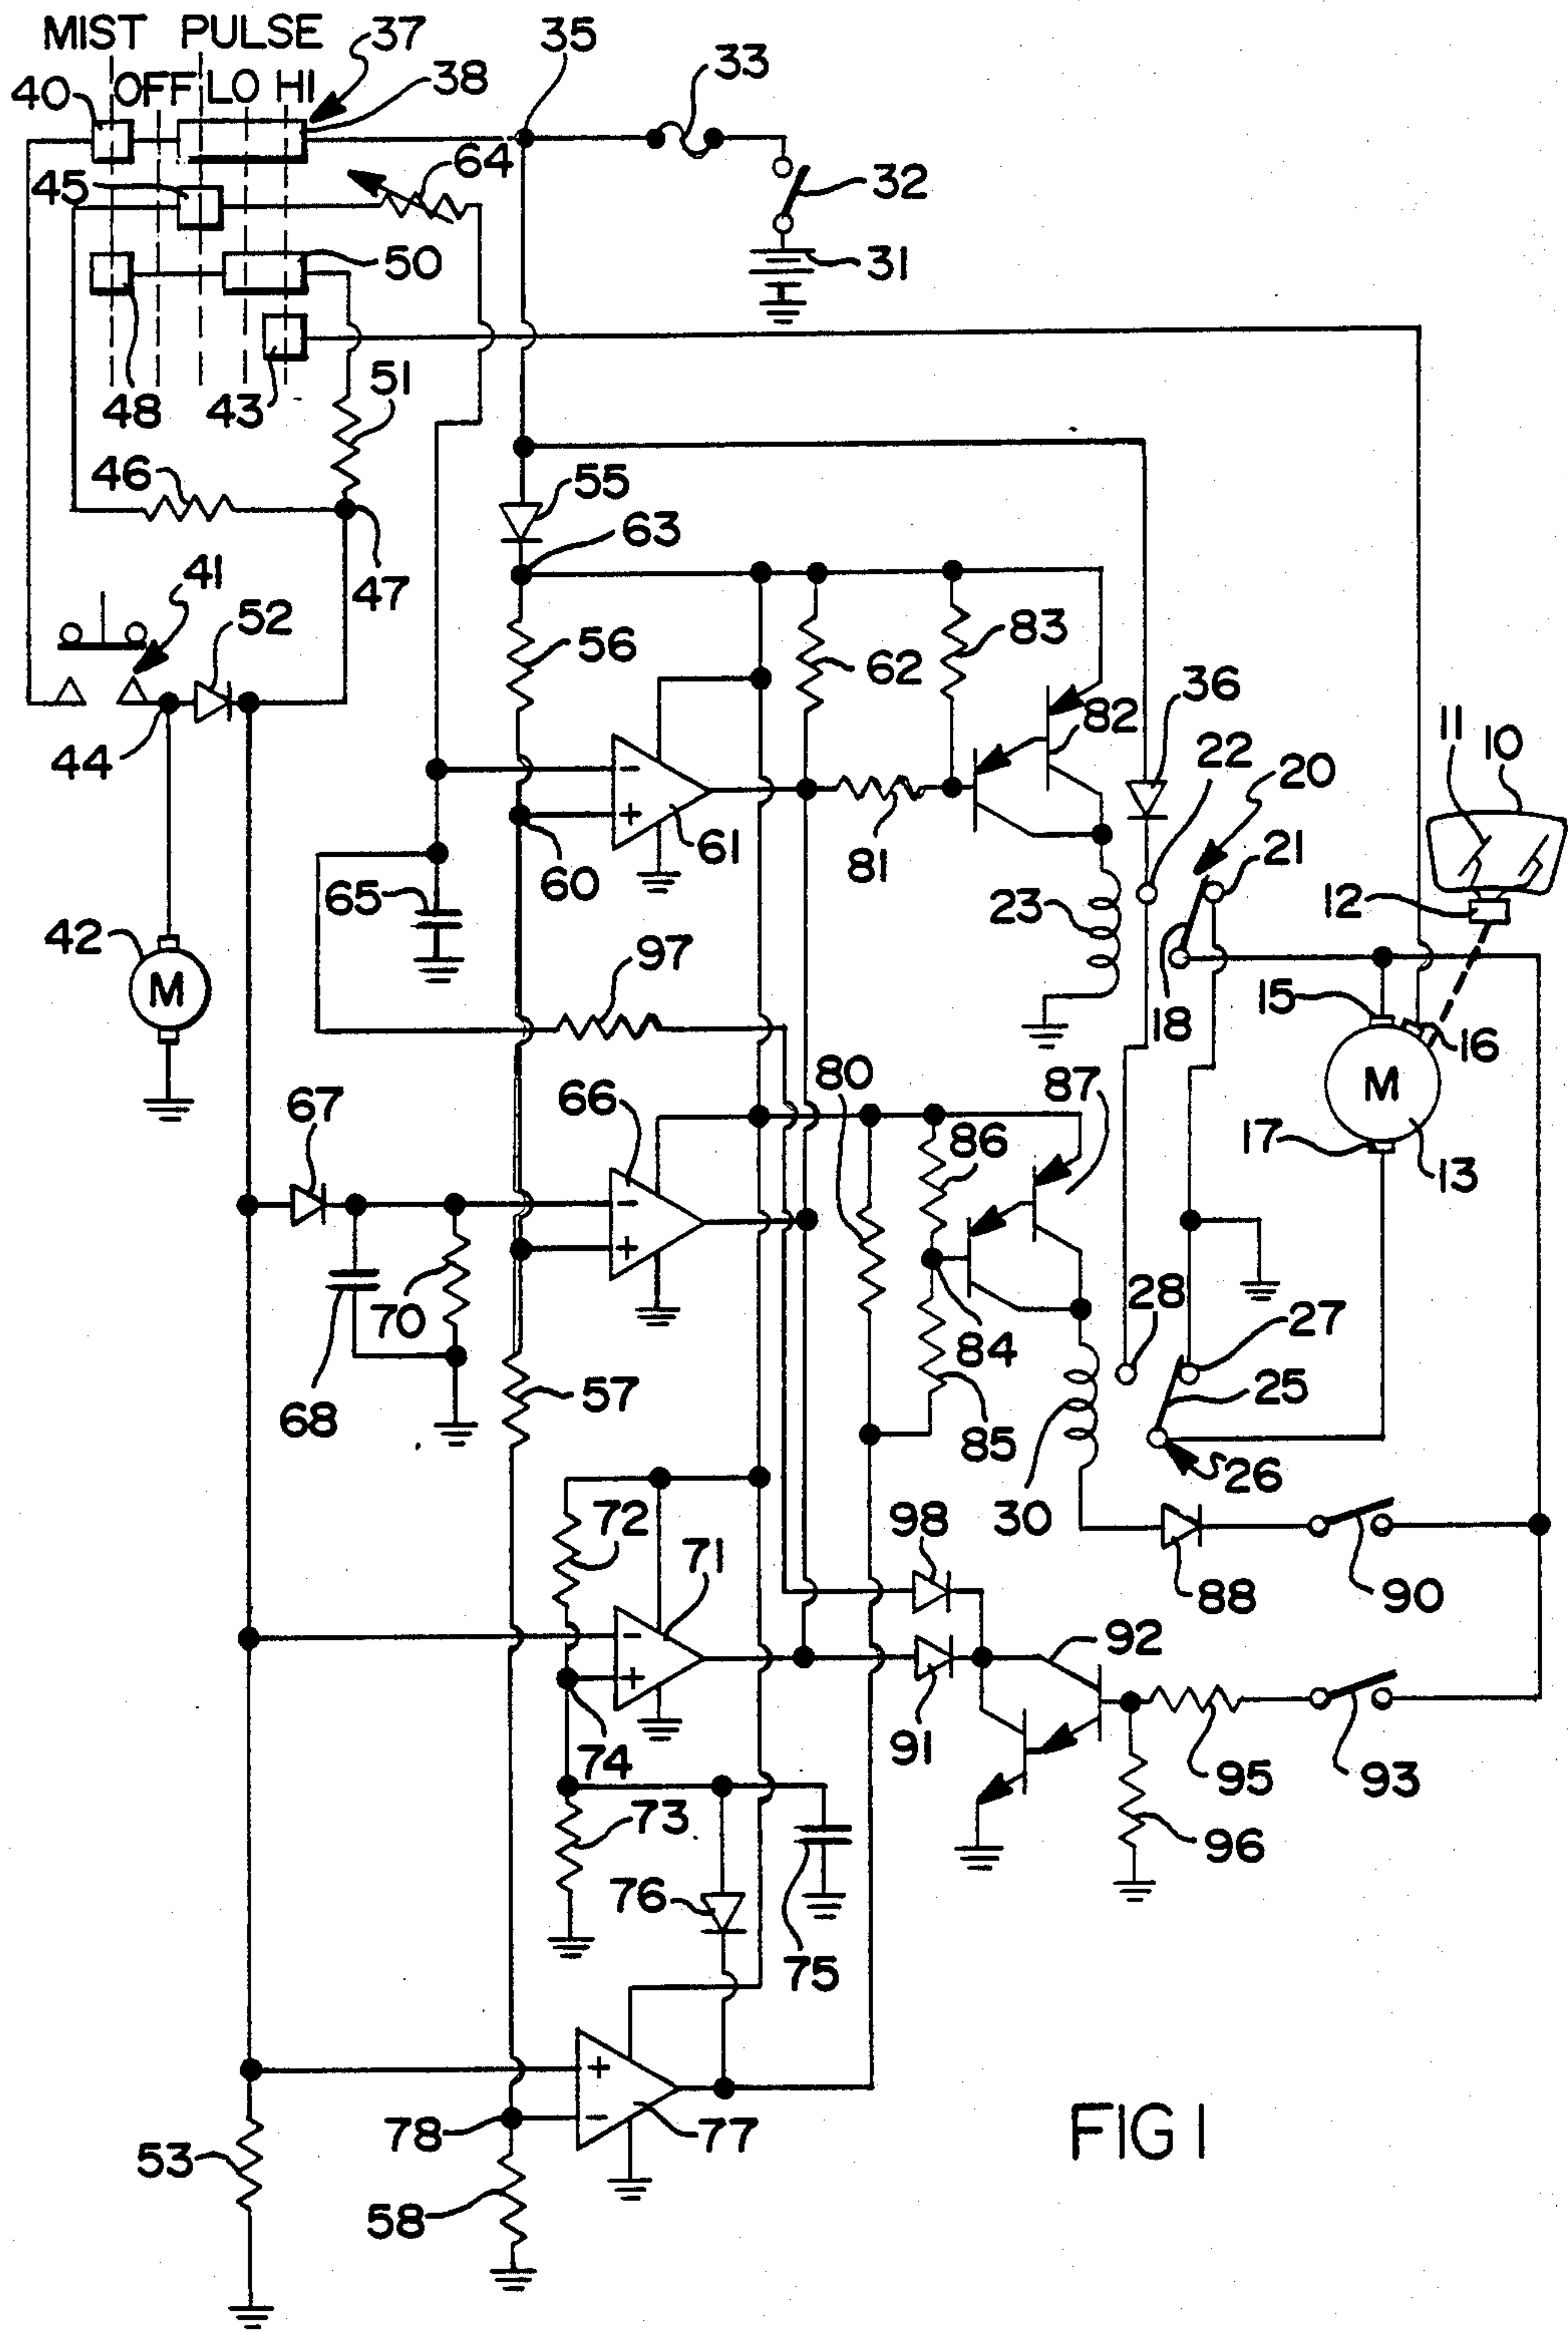 MIST PULSE 37 35 33
40 OFF LO HI 38
45 64 32
50 31
48 43 51
46 55
63
41 47
52 56 62 83
36
82 11 10
44 22 20
61 81 21
60
65 23 12
42 97
M 18 15 16
80 87 M
67 66 86 17 13
70 28
84 27
68 57 85 25
26
72 98 30
71 88 90
92
74 91
73 95 93
96
76
75
78 77
53
58
- + - + - + + -
FIG 1